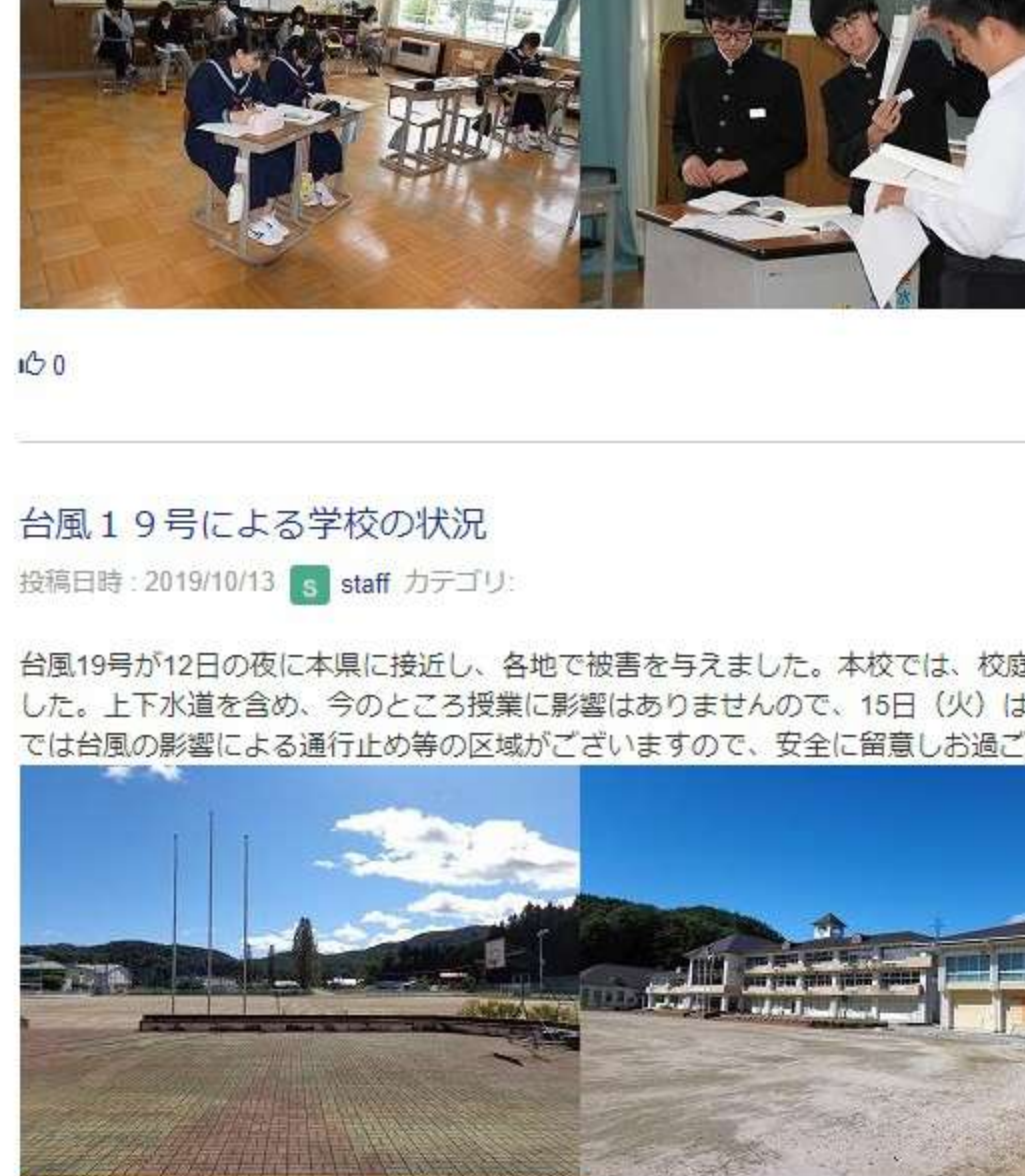 0
台風１９号による学校の状況
投稿日時 : 2019/10/13 s staff カテゴリ:
台風19号が12日の夜に本県に接近し、各地で被害を与えました。本校では、校庭
した。上下水道を含め、今のところ授業に影響はありませんので、15日（火）は
では台風の影響による通行止め等の区域がございますので、安全に留意しお過ご